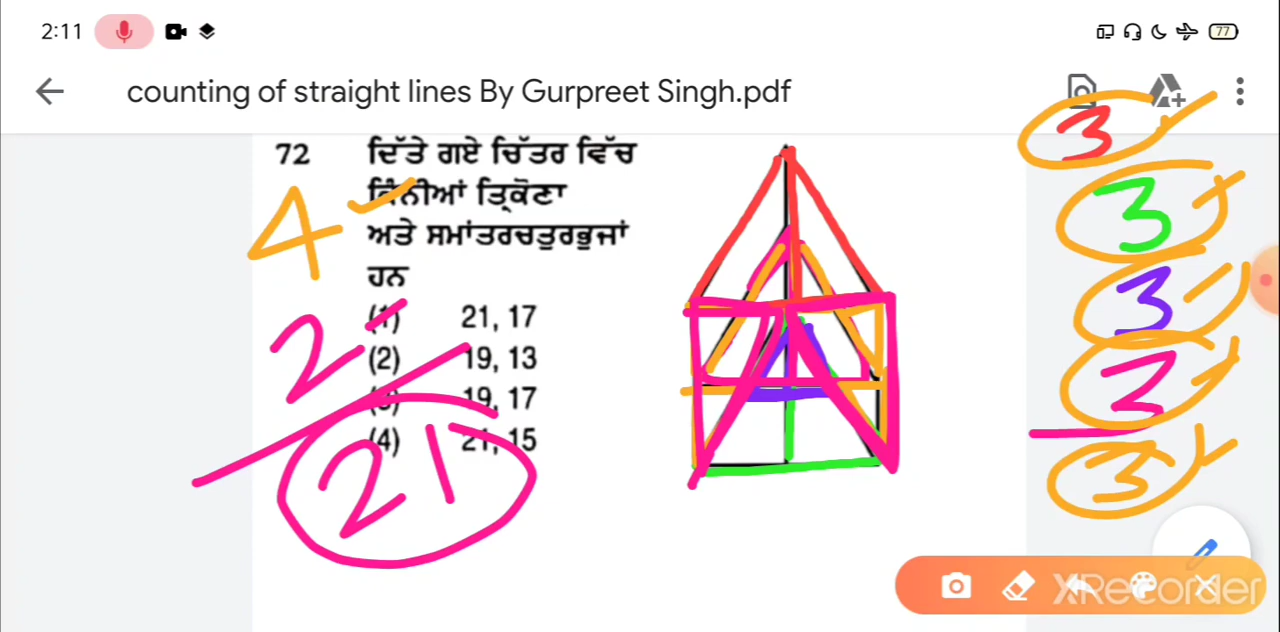 2:11
77
counting of straight lines By Gurpreet Singh.pdf
72 ਦਿੱਤੇ ਗਏ ਚਿੱਤਰ ਵਿੱਚ
ਕਿੰਨੀਆਂ ਤ੍ਰਿਕੋਣਾ
ਅਤੇ ਸਮਾਂਤਰਚਤੁਰਭੁਜਾਂ
ਹਨ
(1) 21, 17
(2) 19, 13
(3) 19, 17
(4) 21, 15
4
2
21
3
3
3
2
3
XRecorder